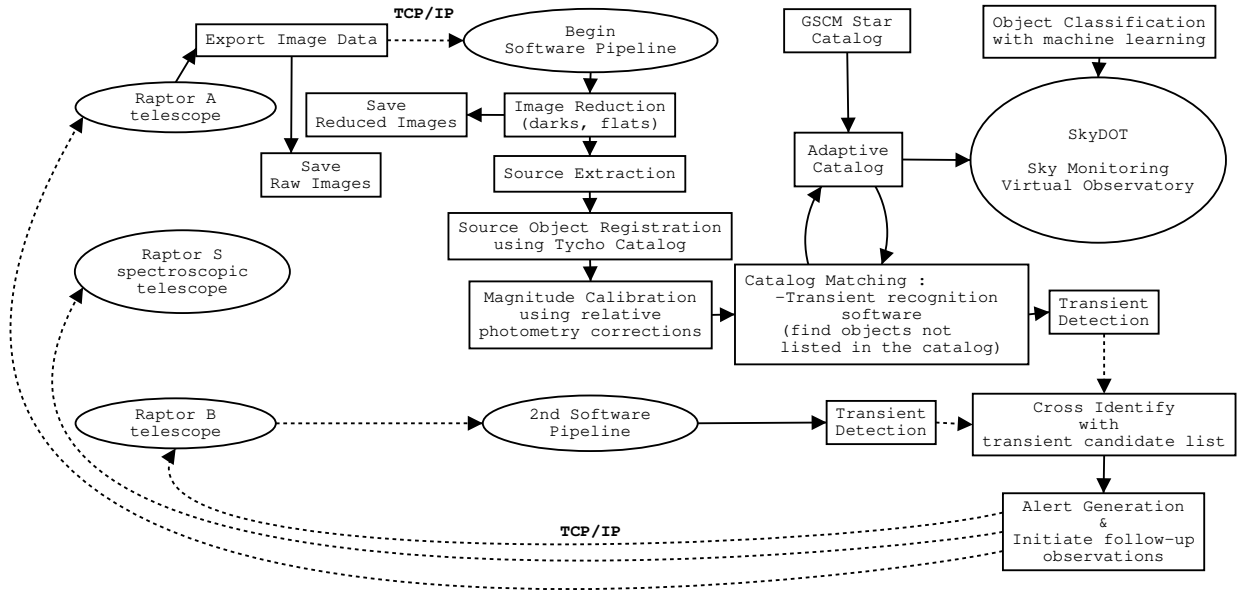 TCP/IP
Export Image Data
Begin
Software Pipeline
GSCM Star
Catalog
Object Classification
with machine learning
Raptor A
telescope
Save
Reduced Images
Image Reduction
(darks, flats)
Save
Raw Images
Source Extraction
Adaptive
Catalog
SkyDOT
Sky Monitoring
Virtual Observatory
Source Object Registration
using Tycho Catalog
Raptor S
spectroscopic
telescope
Magnitude Calibration
using relative
photometry corrections
Catalog Matching :
-Transient recognition
software
(find objects not
listed in the catalog)
Transient
Detection
Raptor B
telescope
2nd Software
Pipeline
Transient
Detection
Cross Identify
with
transient candidate list
TCP/IP
Alert Generation
&
Initiate follow-up
observations